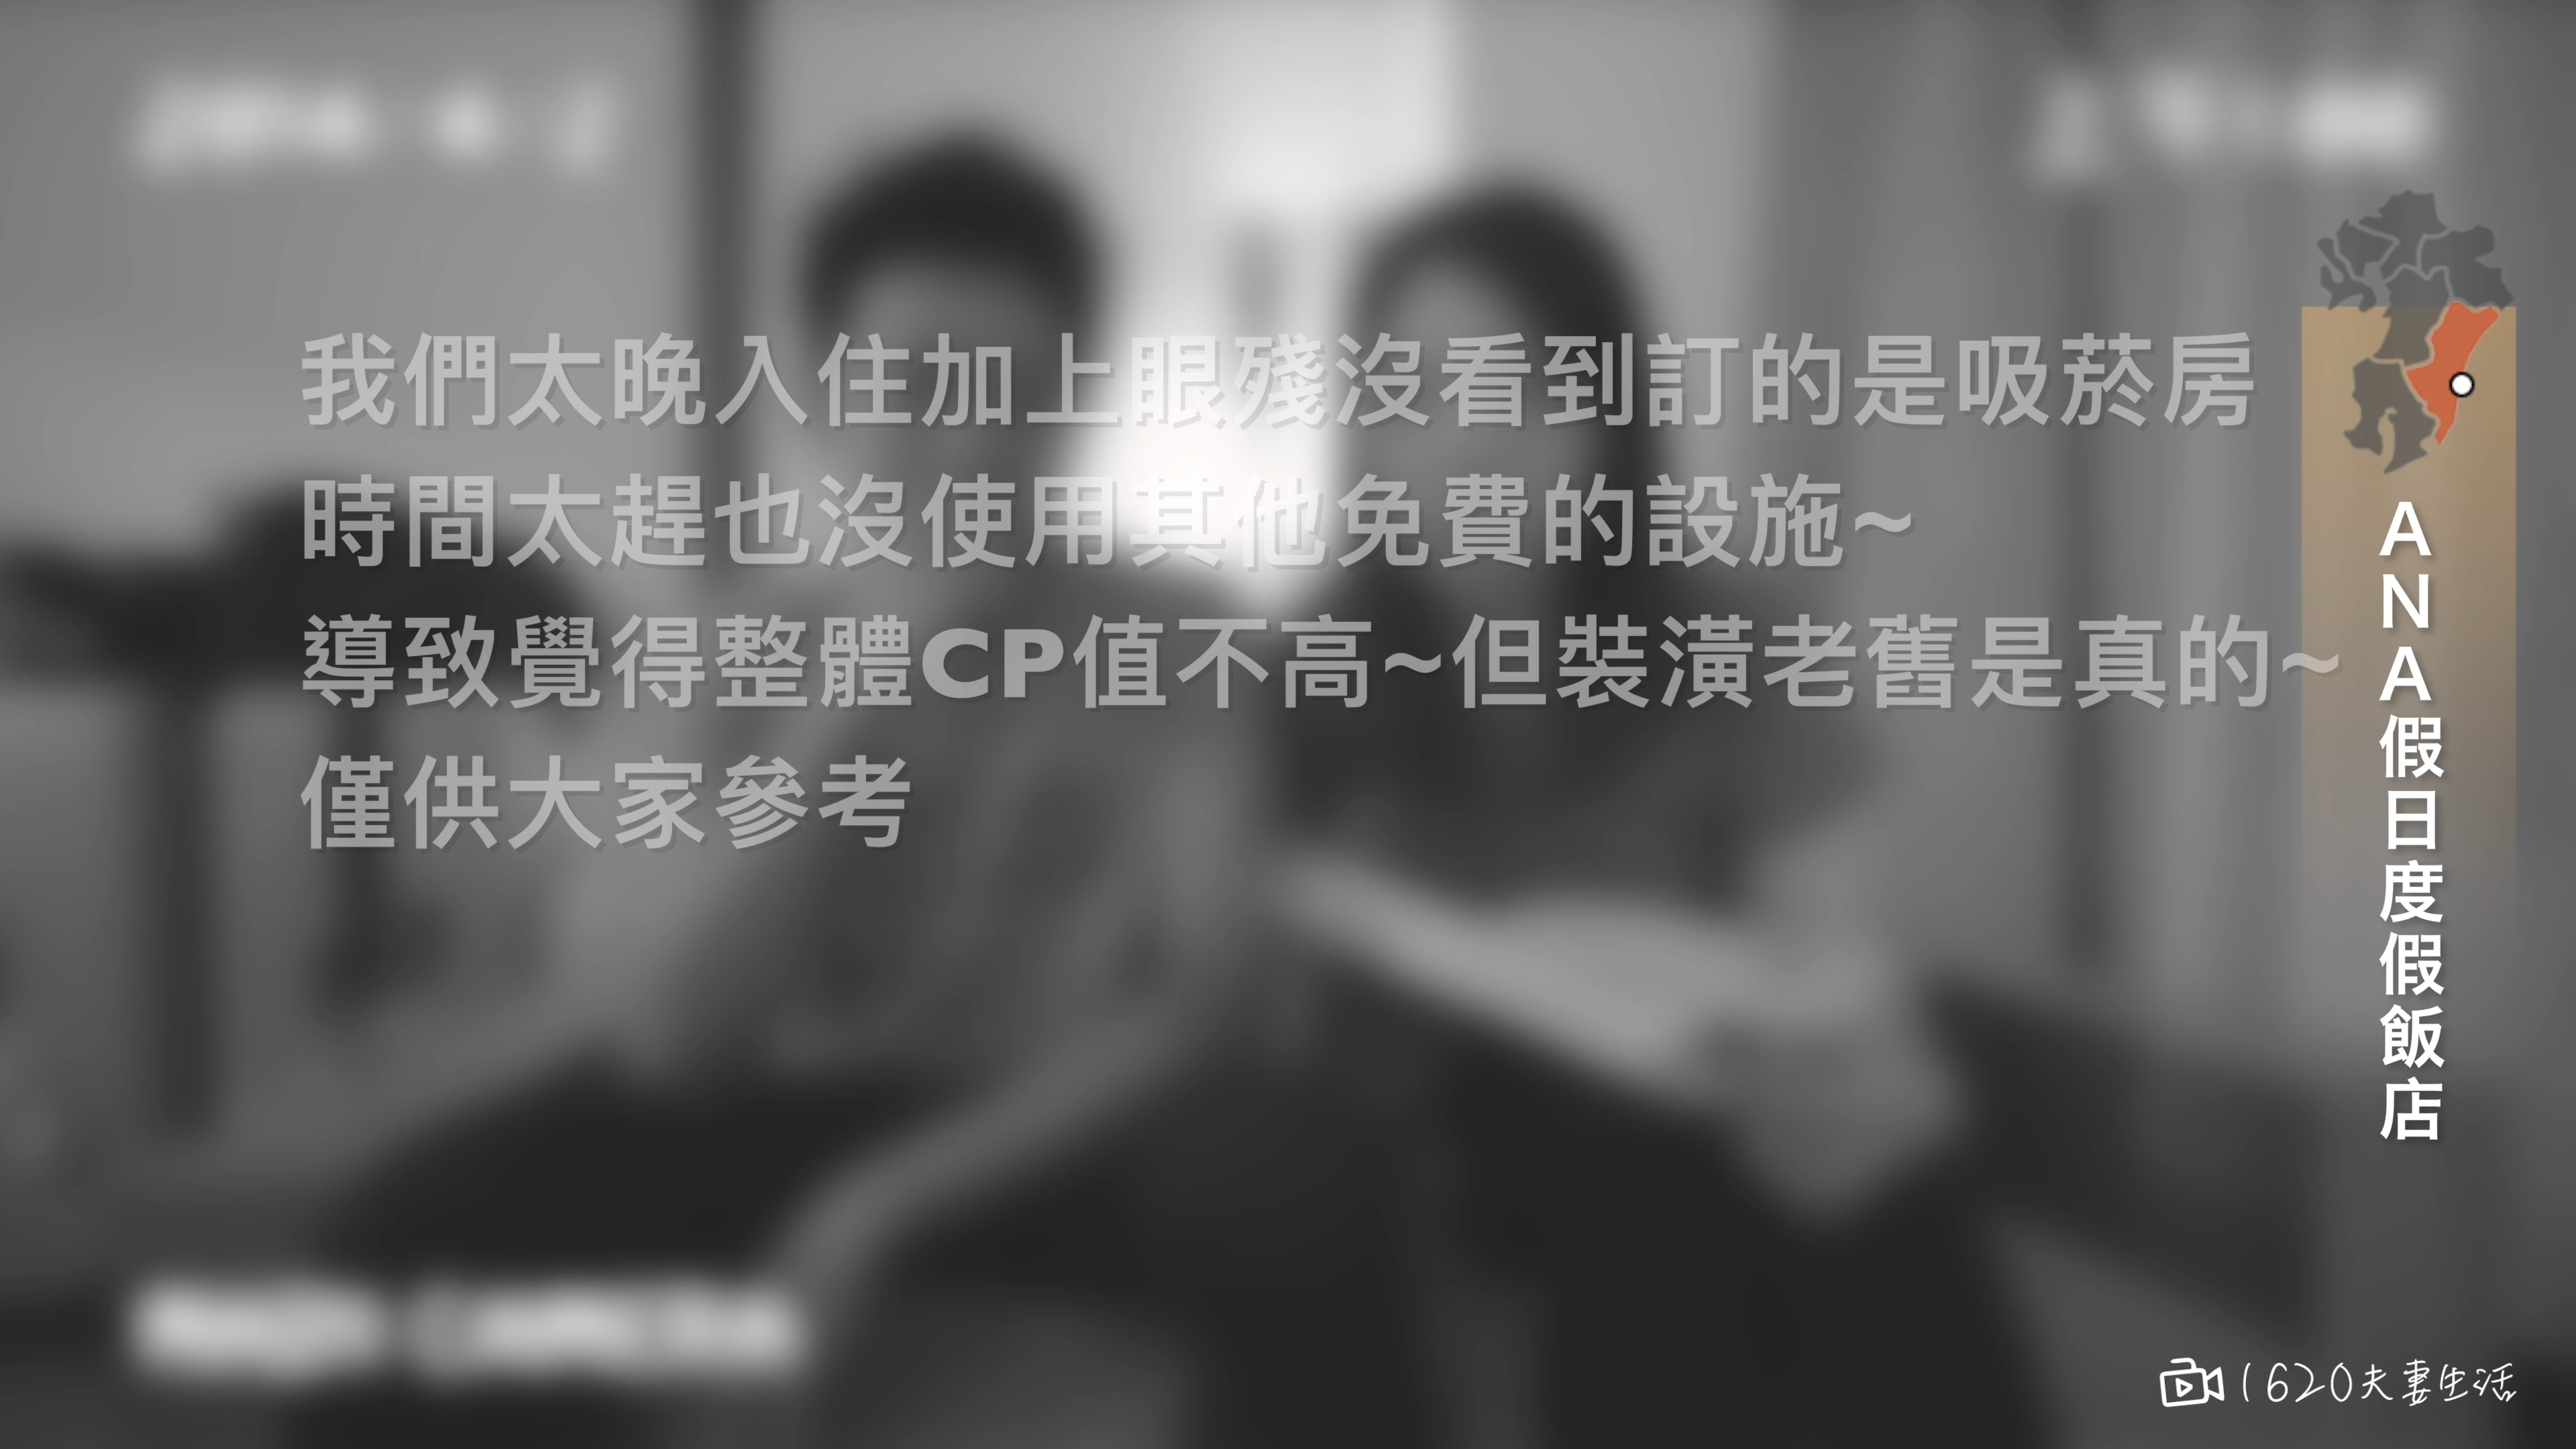 我們太晚入住加上眼殘沒看到訂的是吸菸房
時間太趕也沒使用其他免費的設施~
導致覺得整體CP值不高~但裝潢老舊是真的~
僅供大家參考
ANA假日度假飯店
1620夫妻生活